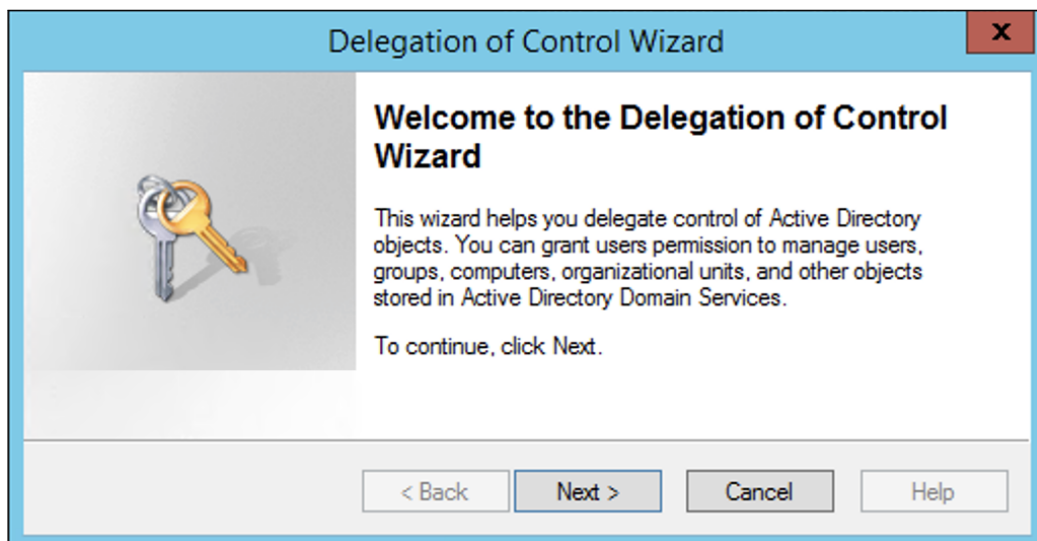 Delegation of Control Wizard
x
Welcome to the Delegation of Control
Wizard
This wizard helps you delegate control of Active Directory
objects. You can grant users permission to manage users,
groups, computers, organizational units, and other objects
stored in Active Directory Domain Services.
To continue, click Next.
< Back
Next >
Cancel
Help